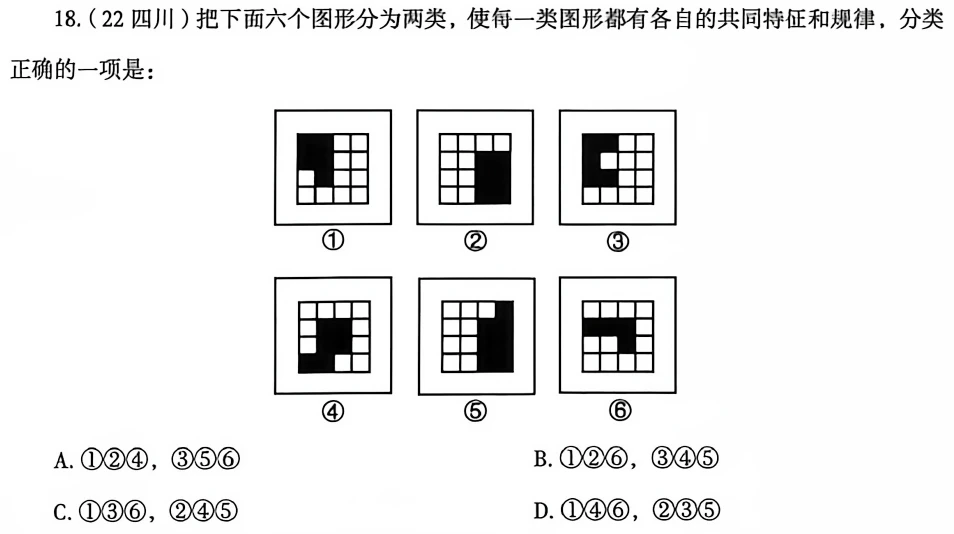 18.（22 四川）把下面六个图形分为两类，使每一类图形都有各自的共同特征和规律，分类
正确的一项是：
① ② ③
④ ⑤ ⑥
A. ①②④，③⑤⑥ B. ①②⑥，③④⑤
C. ①③⑥，②④⑤ D. ①④⑥，②③⑤